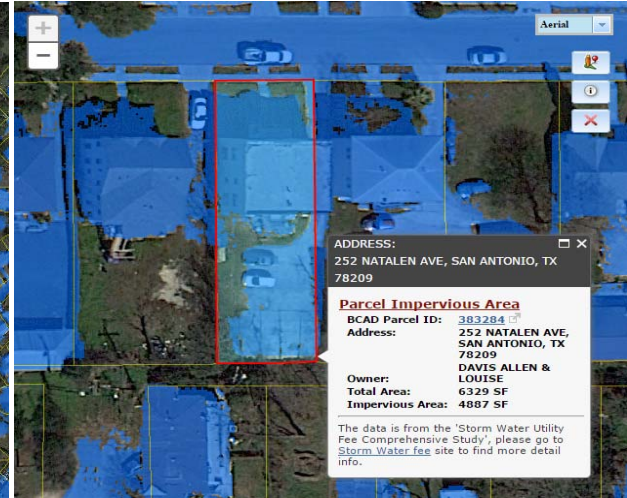 +
−
Aerial
ADDRESS:
252 NATALEN AVE, SAN ANTONIO, TX
78209
Parcel Impervious Area
BCAD Parcel ID: 383284
Address: 252 NATALEN AVE,
SAN ANTONIO, TX
78209
DAVIS ALLEN &
Owner: LOUISE
Total Area: 6329 SF
Impervious Area: 4887 SF
The data is from the 'Storm Water Utility
Fee Comprehensive Study', please go to
Storm Water fee site to find more detail
info.